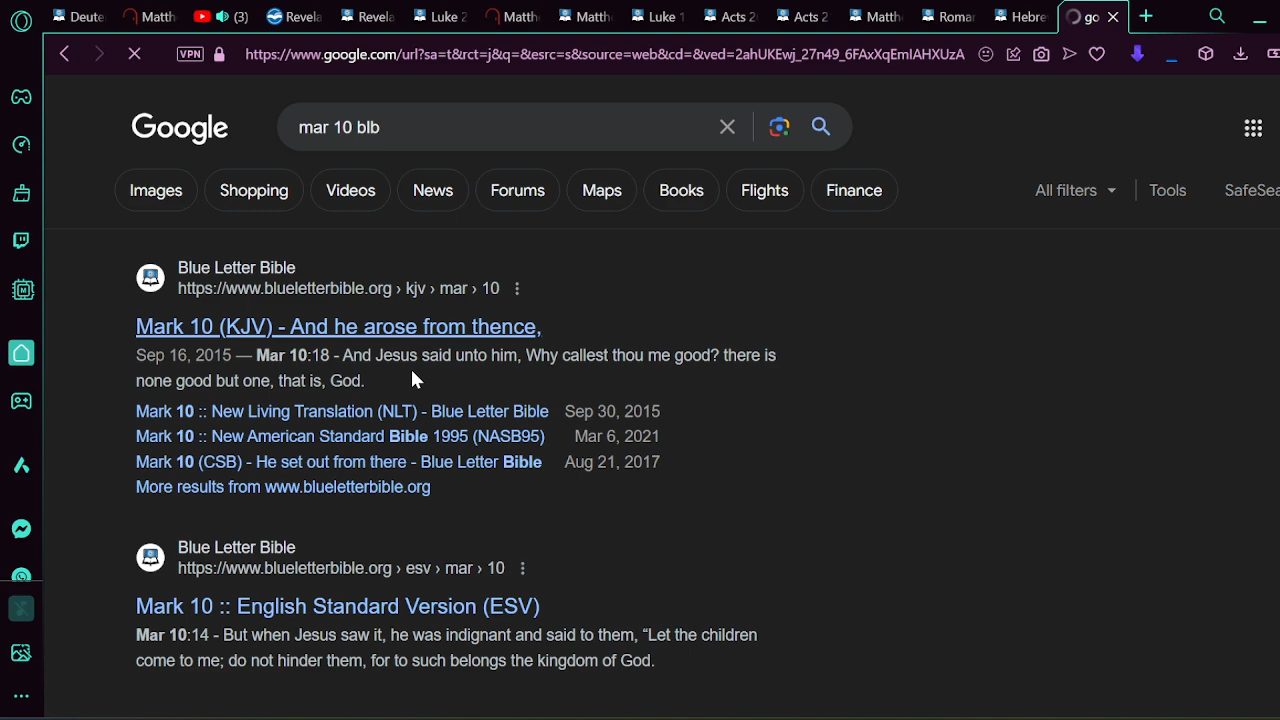 Deute
Matth
(3)
Revela
Revela
Luke 2
Matth
Matth
Luke 1
Acts 2
Acts 2
Matth
Roma
Hebre
go
VPN
https://www.google.com/url?sa=t&rct=j&q=&esrc=s&source=web&cd=&ved=2ahUKEwj_27n49_6FAxXqEmIAHXUzA
Google
mar 10 blb
Images
Shopping
Videos
News
Forums
Maps
Books
Flights
Finance
All filters
Tools
SafeSea
Blue Letter Bible
https://www.blueletterbible.org › kjv › mar › 10
Mark 10 (KJV) - And he arose from thence,
Sep 16, 2015 — Mar 10:18 - And Jesus said unto him, Why callest thou me good? there is
none good but one, that is, God.
Mark 10 :: New Living Translation (NLT) - Blue Letter Bible Sep 30, 2015
Mark 10 :: New American Standard Bible 1995 (NASB95) Mar 6, 2021
Mark 10 (CSB) - He set out from there - Blue Letter Bible Aug 21, 2017
More results from www.blueletterbible.org
Blue Letter Bible
https://www.blueletterbible.org › esv › mar › 10
Mark 10 :: English Standard Version (ESV)
Mar 10:14 - But when Jesus saw it, he was indignant and said to them, “Let the children
come to me; do not hinder them, for to such belongs the kingdom of God.